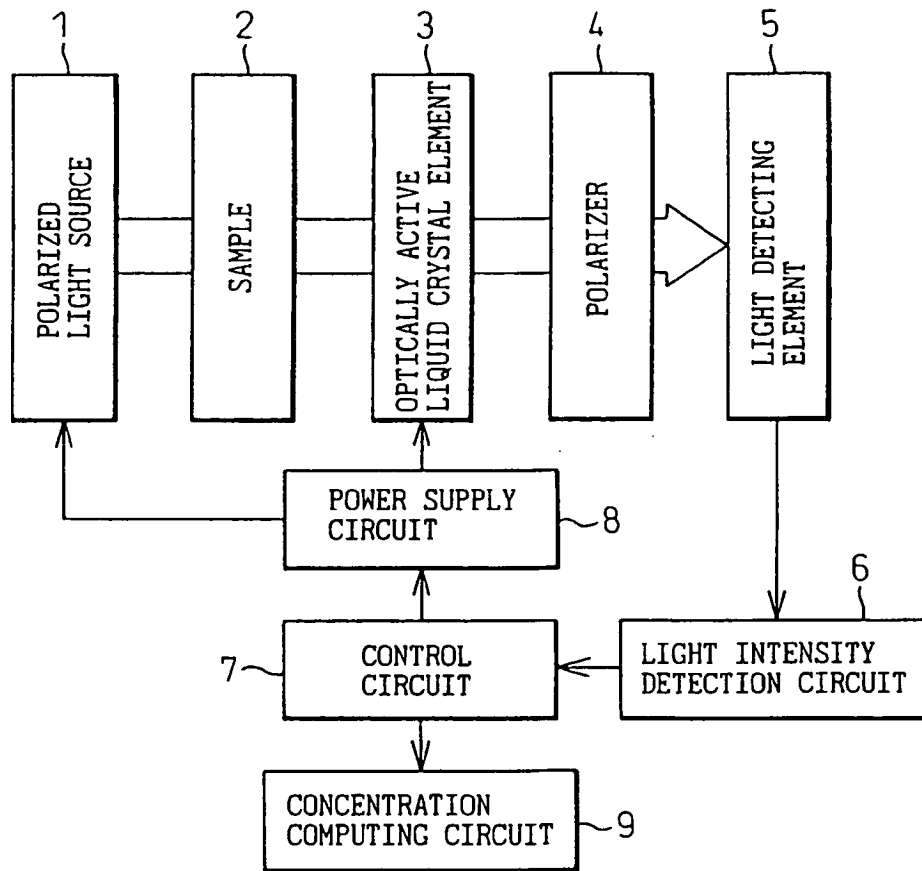 1
2
3
4
5
POLARIZED
LIGHT SOURCE
SAMPLE
OPTICALLY ACTIVE
LIQUID CRYSTAL ELEMENT
POLARIZER
LIGHT DETECTING
ELEMENT
POWER SUPPLY
CIRCUIT
8
6
7
CONTROL
CIRCUIT
LIGHT INTENSITY
DETECTION CIRCUIT
CONCENTRATION
COMPUTING CIRCUIT
9